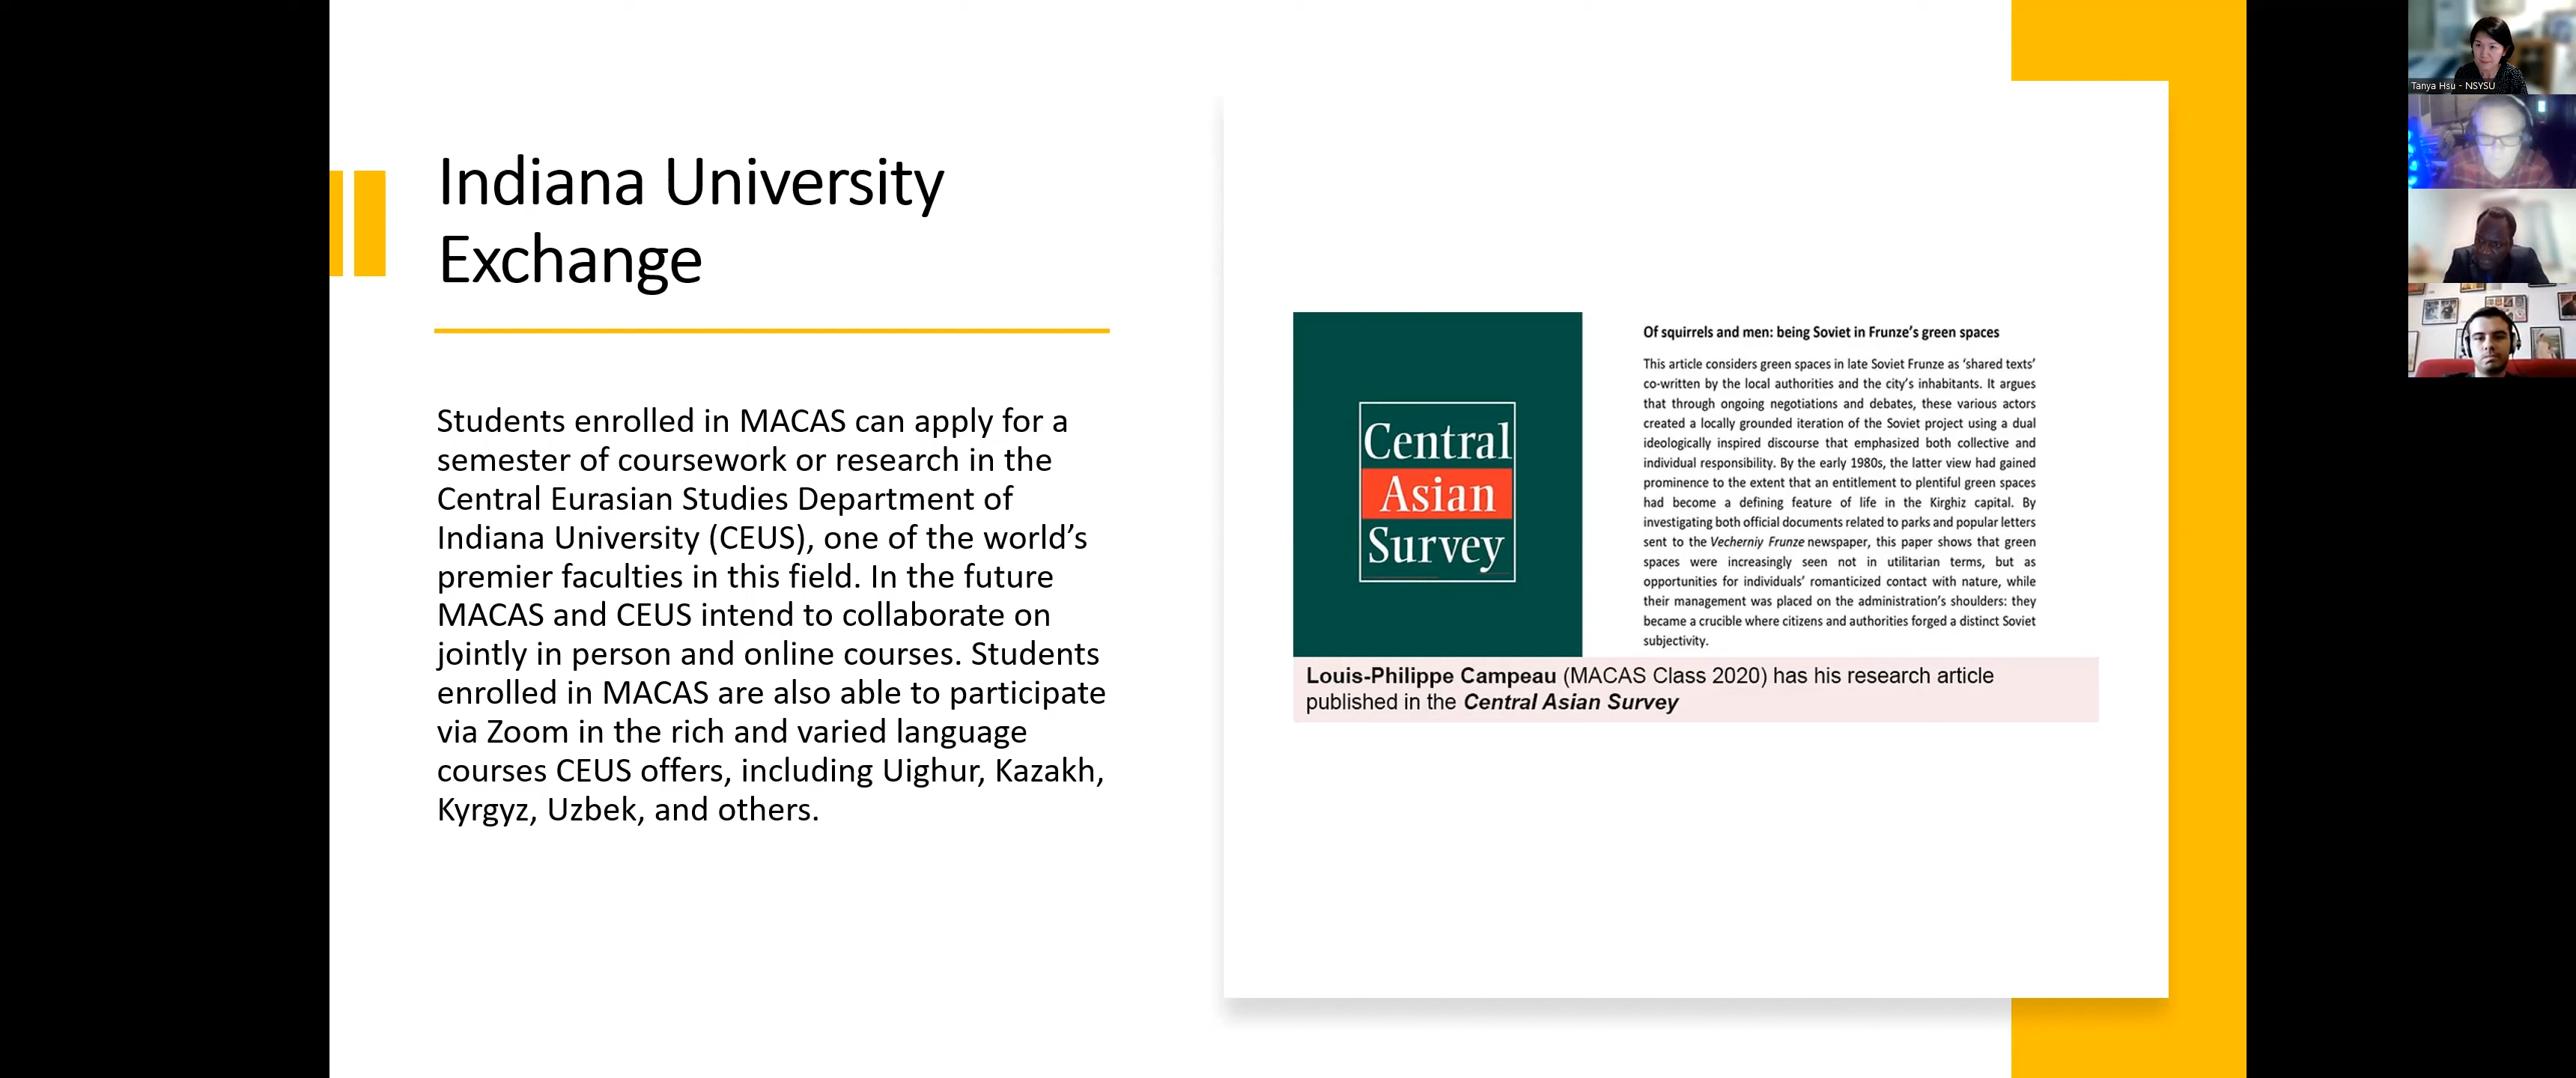 Indiana University
Exchange
Students enrolled in MACAS can apply for a
semester of coursework or research in the
Central Eurasian Studies Department of
Indiana University (CEUS), one of the world’s
premier faculties in this field. In the future
MACAS and CEUS intend to collaborate on
jointly in person and online courses. Students
enrolled in MACAS are also able to participate
via Zoom in the rich and varied language
courses CEUS offers, including Uighur, Kazakh,
Kyrgyz, Uzbek, and others.
Central
Asian
Survey
Of squirrels and men: being Soviet in Frunze’s green spaces
This article considers green spaces in late Soviet Frunze as ‘shared texts’
co-written by the local authorities and the city’s inhabitants. It argues
that through ongoing negotiations and debates, these various actors
created a locally grounded iteration of the Soviet project using a dual
ideologically inspired discourse that emphasized both collective and
individual responsibility. By the early 1980s, the latter view had gained
prominence to the extent that an entitlement to plentiful green spaces
had become a defining feature of life in the Kirghiz capital. By
investigating both official documents related to parks and popular letters
sent to the Vecherniy Frunze newspaper, this paper shows that green
spaces were increasingly seen not in utilitarian terms, but as
opportunities for individuals’ romanticized contact with nature, while
their management was placed on the administration’s shoulders: they
became a crucible where citizens and authorities forged a distinct Soviet
subjectivity.
Louis-Philippe Campeau (MACAS Class 2020) has his research article
published in the Central Asian Survey
Tanya Hsu - NSYSU